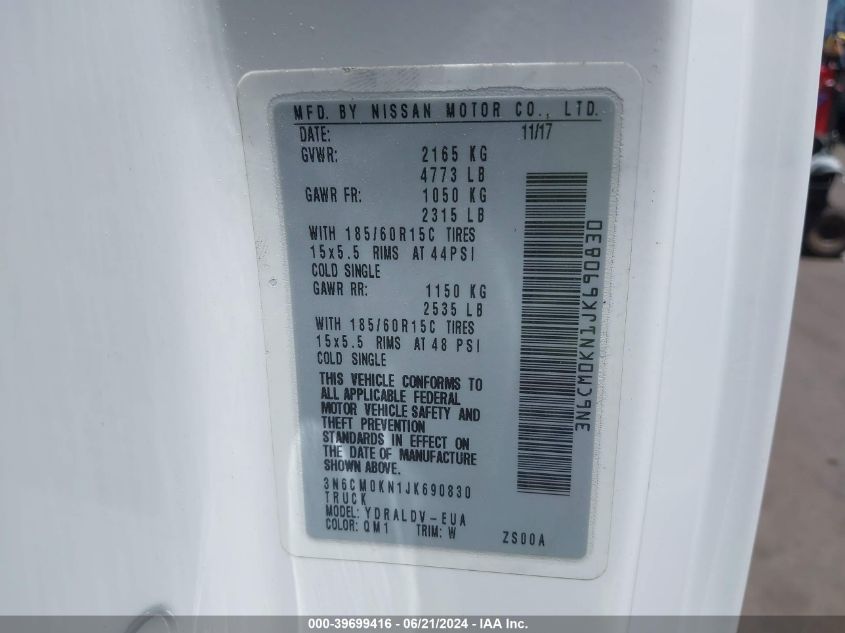 MFD. BY NISSAN MOTOR CO., LTD.
DATE: 11/17
GVWR: 2165 KG
4773 LB
GAWR FR: 1050 KG
2315 LB
WITH 185/60R15C TIRES
15x5.5 RIMS AT 44PSI
COLD SINGLE
GAWR RR: 1150 KG
2535 LB
WITH 185/60R15C TIRES
15x5.5 RIMS AT 48 PSI
COLD SINGLE
THIS VEHICLE CONFORMS TO
ALL APPLICABLE FEDERAL
MOTOR VEHICLE SAFETY AND
THEFT PREVENTION
STANDARDS IN EFFECT ON
THE DATE OF MANUFACTURE
SHOWN ABOVE.
3N6CM0KN1JK690830
TRUCK
MODEL: YDRALDV-EUA
COLOR: QM1 TRIM: W ZS00A
3N6CM0KN1JK690830
000-39699416 - 06/21/2024 - IAA Inc.